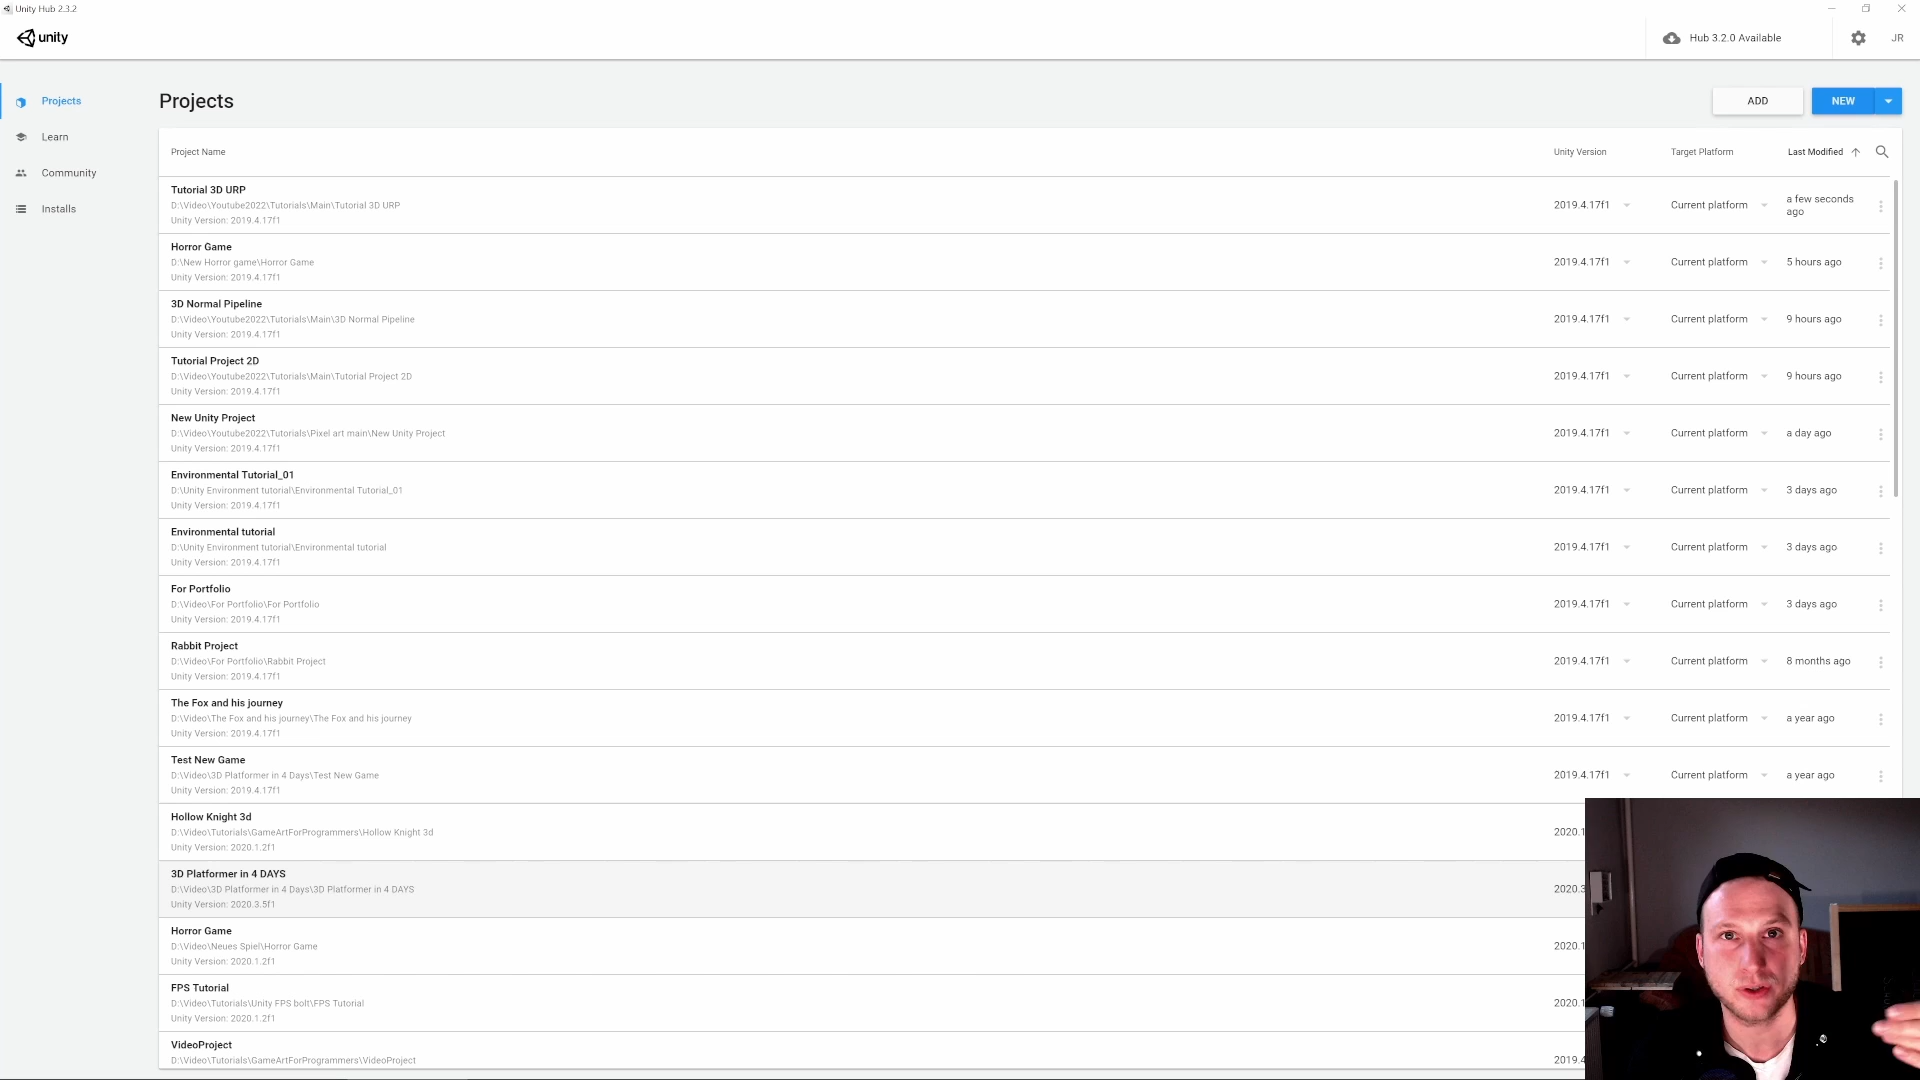 Unity Hub 2.3.2
unity
Hub 3.2.0 Available
JR
Projects
Learn
Community
Installs
Projects
ADD
NEW
Project Name
Unity Version
Target Platform
Last Modified
Tutorial 3D URP
D:\Video\Youtube2022\Tutorials\Main\Tutorial 3D URP
Unity Version: 2019.4.17f1
2019.4.17f1
Current platform
a few seconds
ago
Horror Game
D:\New Horror game\Horror Game
Unity Version: 2019.4.17f1
2019.4.17f1
Current platform
5 hours ago
3D Normal Pipeline
D:\Video\Youtube2022\Tutorials\Main\3D Normal Pipeline
Unity Version: 2019.4.17f1
2019.4.17f1
Current platform
9 hours ago
Tutorial Project 2D
D:\Video\Youtube2022\Tutorials\Main\Tutorial Project 2D
Unity Version: 2019.4.17f1
2019.4.17f1
Current platform
9 hours ago
New Unity Project
D:\Video\Youtube2022\Tutorials\Pixel art main\New Unity Project
Unity Version: 2019.4.17f1
2019.4.17f1
Current platform
a day ago
Environmental Tutorial_01
D:\Unity Environment tutorial\Environmental Tutorial_01
Unity Version: 2019.4.17f1
2019.4.17f1
Current platform
3 days ago
Environmental tutorial
D:\Unity Environment tutorial\Environmental tutorial
Unity Version: 2019.4.17f1
2019.4.17f1
Current platform
3 days ago
For Portfolio
D:\Video\For Portfolio\For Portfolio
Unity Version: 2019.4.17f1
2019.4.17f1
Current platform
3 days ago
Rabbit Project
D:\Video\For Portfolio\Rabbit Project
Unity Version: 2019.4.17f1
2019.4.17f1
Current platform
8 months ago
The Fox and his journey
D:\Video\The Fox and his journey\The Fox and his journey
Unity Version: 2019.4.17f1
2019.4.17f1
Current platform
a year ago
Test New Game
D:\Video\3D Platformer in 4 Days\Test New Game
Unity Version: 2019.4.17f1
2019.4.17f1
Current platform
a year ago
Hollow Knight 3d
D:\Video\Tutorials\GameArtForProgrammers\Hollow Knight 3d
Unity Version: 2020.1.2f1
2020.1
3D Platformer in 4 DAYS
D:\Video\3D Platformer in 4 Days\3D Platformer in 4 DAYS
Unity Version: 2020.3.5f1
2020.3
Horror Game
D:\Video\Neues Spiel\Horror Game
Unity Version: 2020.1.2f1
2020.1
FPS Tutorial
D:\Video\Tutorials\Unity FPS bolt\FPS Tutorial
Unity Version: 2020.1.2f1
2020.1
VideoProject
D:\Video\Tutorials\GameArtForProgrammers\VideoProject
2019.4